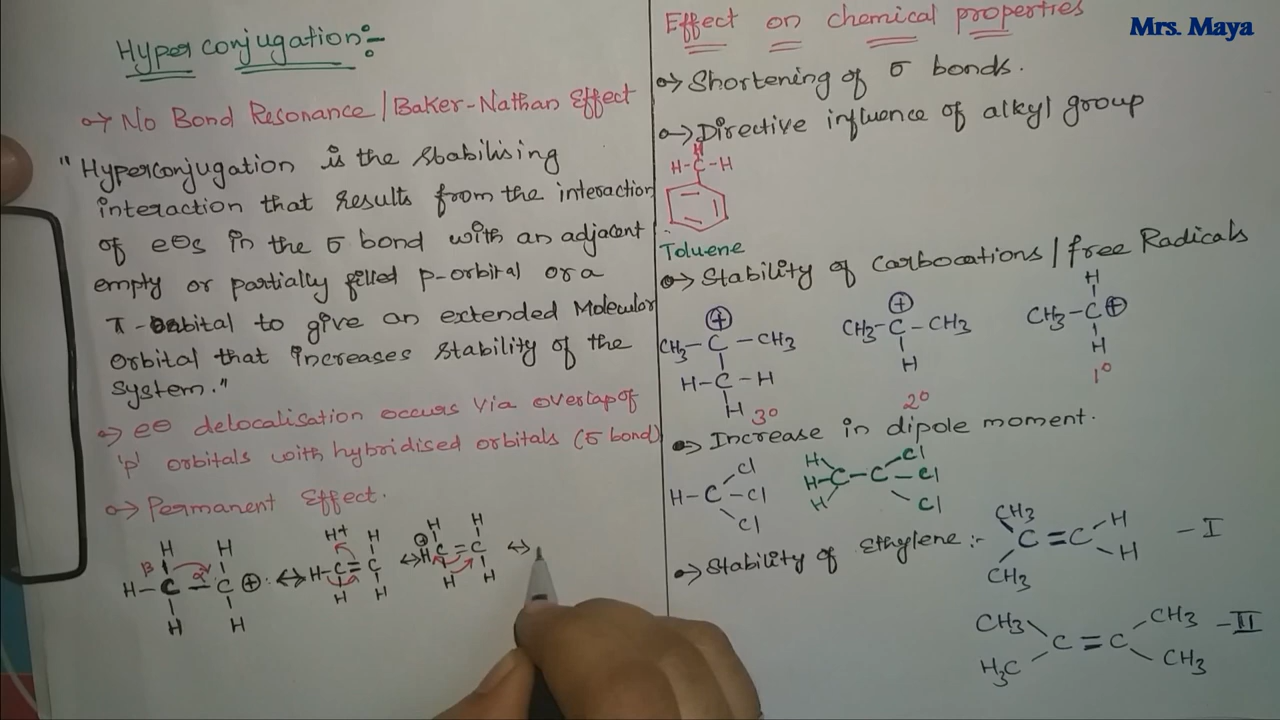 Hyper conjugation:-
→ No Bond Resonance / Baker-Nathan Effect
"Hyperconjugation is the stabilising
interaction that results from the interaction
of e⊖s in the σ bond with an adjacent
empty or partially filled p-orbital or a
π-orbital to give an extended Molecular
orbital that increases stability of the
system."
→ e⊖ delocalisation occurs via overlap of
'p' orbitals with hybridised orbitals (σ bond)
→ Permanent Effect.
H H
β α
H-C-C⊕
H H
↔
H+ H
H-C=C
H H
↔
H H
⊕H C=C
H H
↔
Mrs. Maya
Effect on chemical properties
→ Shortening of σ bonds.
→ Directive influence of alkyl group
H
H-C-H
Toluene
→ Stability of carbocations / free Radicals
⊕
CH3-C-CH3
H-C-H
H 3°
⊕
CH3-C-CH3
H
2°
H
CH3-C⊕
H
1°
→ Increase in dipole moment.
Cl
H-C-Cl
Cl
H Cl
H-C-C-Cl
H Cl
→ Stability of Ethylene:-
CH3 H
C=C -I
CH3 H
CH3 CH3 -II
C=C
H3C CH3